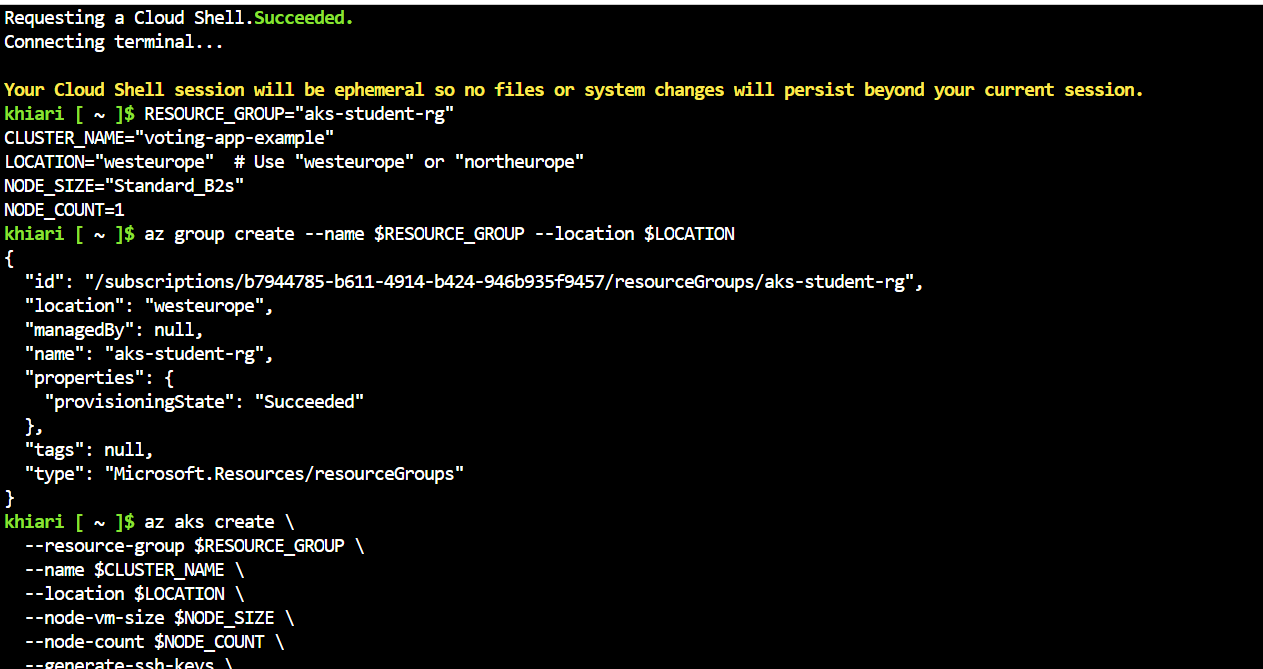 Requesting a Cloud Shell.Succeeded.
Connecting terminal...
Your Cloud Shell session will be ephemeral so no files or system changes will persist beyond your current session.
khiari [ ~ ]$ RESOURCE_GROUP="aks-student-rg"
CLUSTER_NAME="voting-app-example"
LOCATION="westeurope"  # Use "westeurope" or "northeurope"
NODE_SIZE="Standard_B2s"
NODE_COUNT=1
khiari [ ~ ]$ az group create --name $RESOURCE_GROUP --location $LOCATION
{
  "id": "/subscriptions/b7944785-b611-4914-b424-946b935f9457/resourceGroups/aks-student-rg",
  "location": "westeurope",
  "managedBy": null,
  "name": "aks-student-rg",
  "properties": {
    "provisioningState": "Succeeded"
  },
  "tags": null,
  "type": "Microsoft.Resources/resourceGroups"
}
khiari [ ~ ]$ az aks create \
  --resource-group $RESOURCE_GROUP \
  --name $CLUSTER_NAME \
  --location $LOCATION \
  --node-vm-size $NODE_SIZE \
  --node-count $NODE_COUNT \
  --generate-ssh-keys \